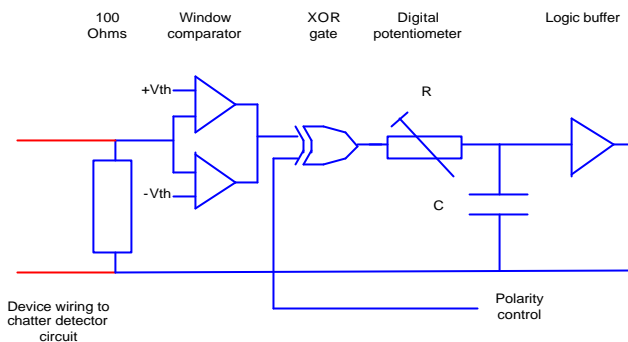 100
Ohms
Window
comparator
XOR
gate
Digital
potentiometer
Logic buffer
+Vth
R
-Vth
C
Device wiring to
chatter detector
circuit
Polarity
control